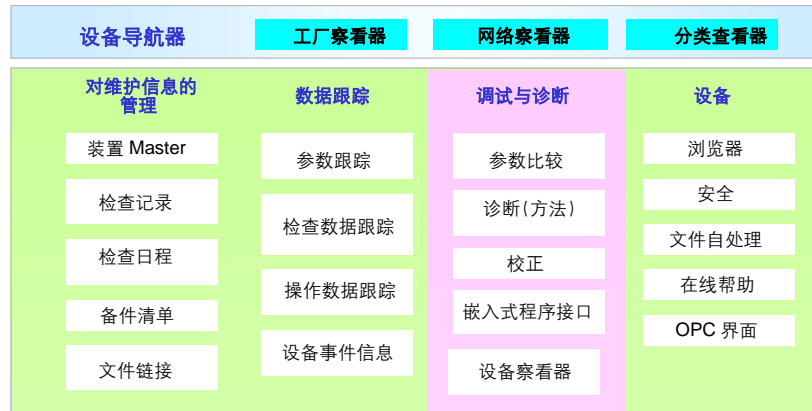 设备导航器
工厂察看器
网络察看器
分类查看器
对维护信息的
管理
装置 Master
检查记录
检查日程
备件清单
文件链接
数据跟踪
参数跟踪
检查数据跟踪
操作数据跟踪
设备事件信息
调试与诊断
参数比较
诊断(方法)
校正
嵌入式程序接口
设备察看器
设备
浏览器
安全
文件自处理
在线帮助
OPC 界面